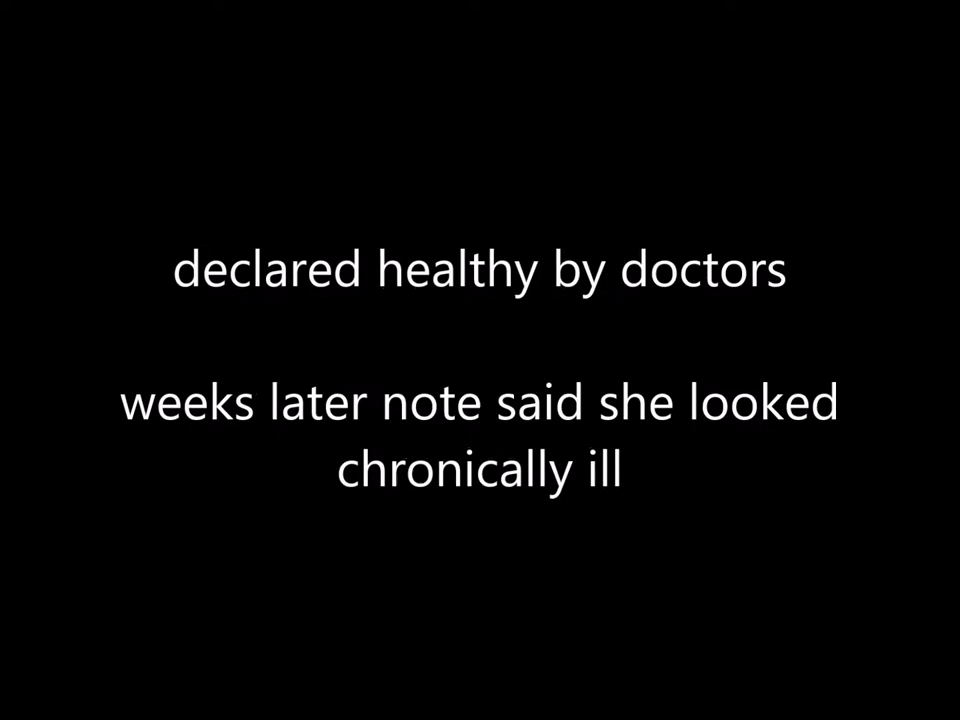 declared healthy by doctors
weeks later note said she looked
chronically ill